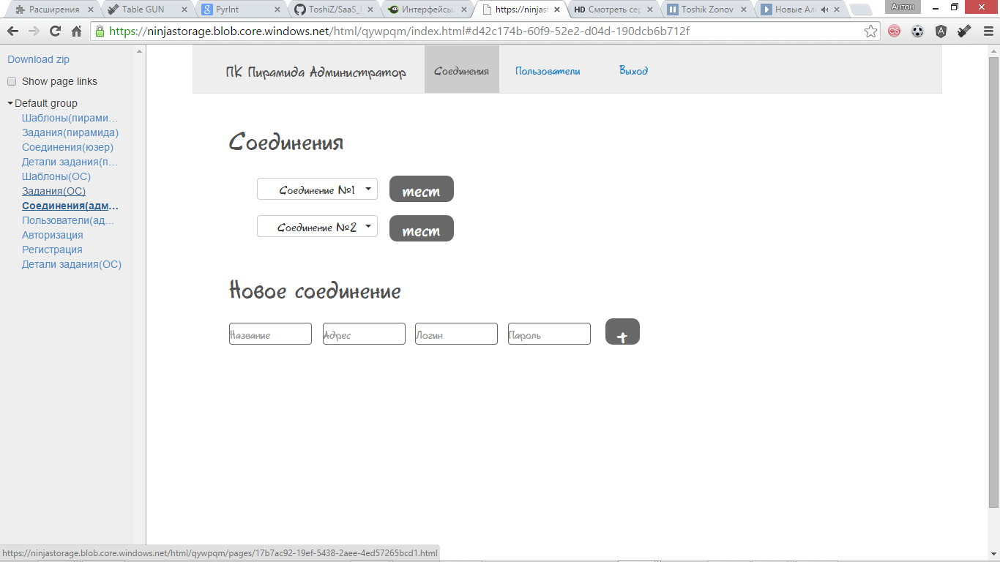 Расширения
Table GUN
PyrInt
ToshiZ/SaaS_
Интерфейсы.
https://ninjast
HD Смотреть сер
Toshik Zonov
Новые Ал
Антон
https://ninjastorage.blob.core.windows.net/html/qywpqm/index.html#d42c174b-60f9-52e2-d04d-190dcb6b712f
Download zip
Show page links
Default group
Шаблоны(пирами...
Задания(пирамида)
Соединения(юзер)
Детали задания(п...
Шаблоны(ОС)
Задания(ОС)
Соединения(адм...
Пользователи(ад...
Авторизация
Регистрация
Детали задания(ОС)
ПК Пирамида Администратор
Соединения
Пользователи
Выход
Соединения
Соединение №1
тест
Соединение №2
тест
Новое соединение
Название
Адрес
Логин
Пароль
+
https://ninjastorage.blob.core.windows.net/html/qywpqm/pages/17b7ac92-19ef-5438-2aee-4ed57265bcd1.html